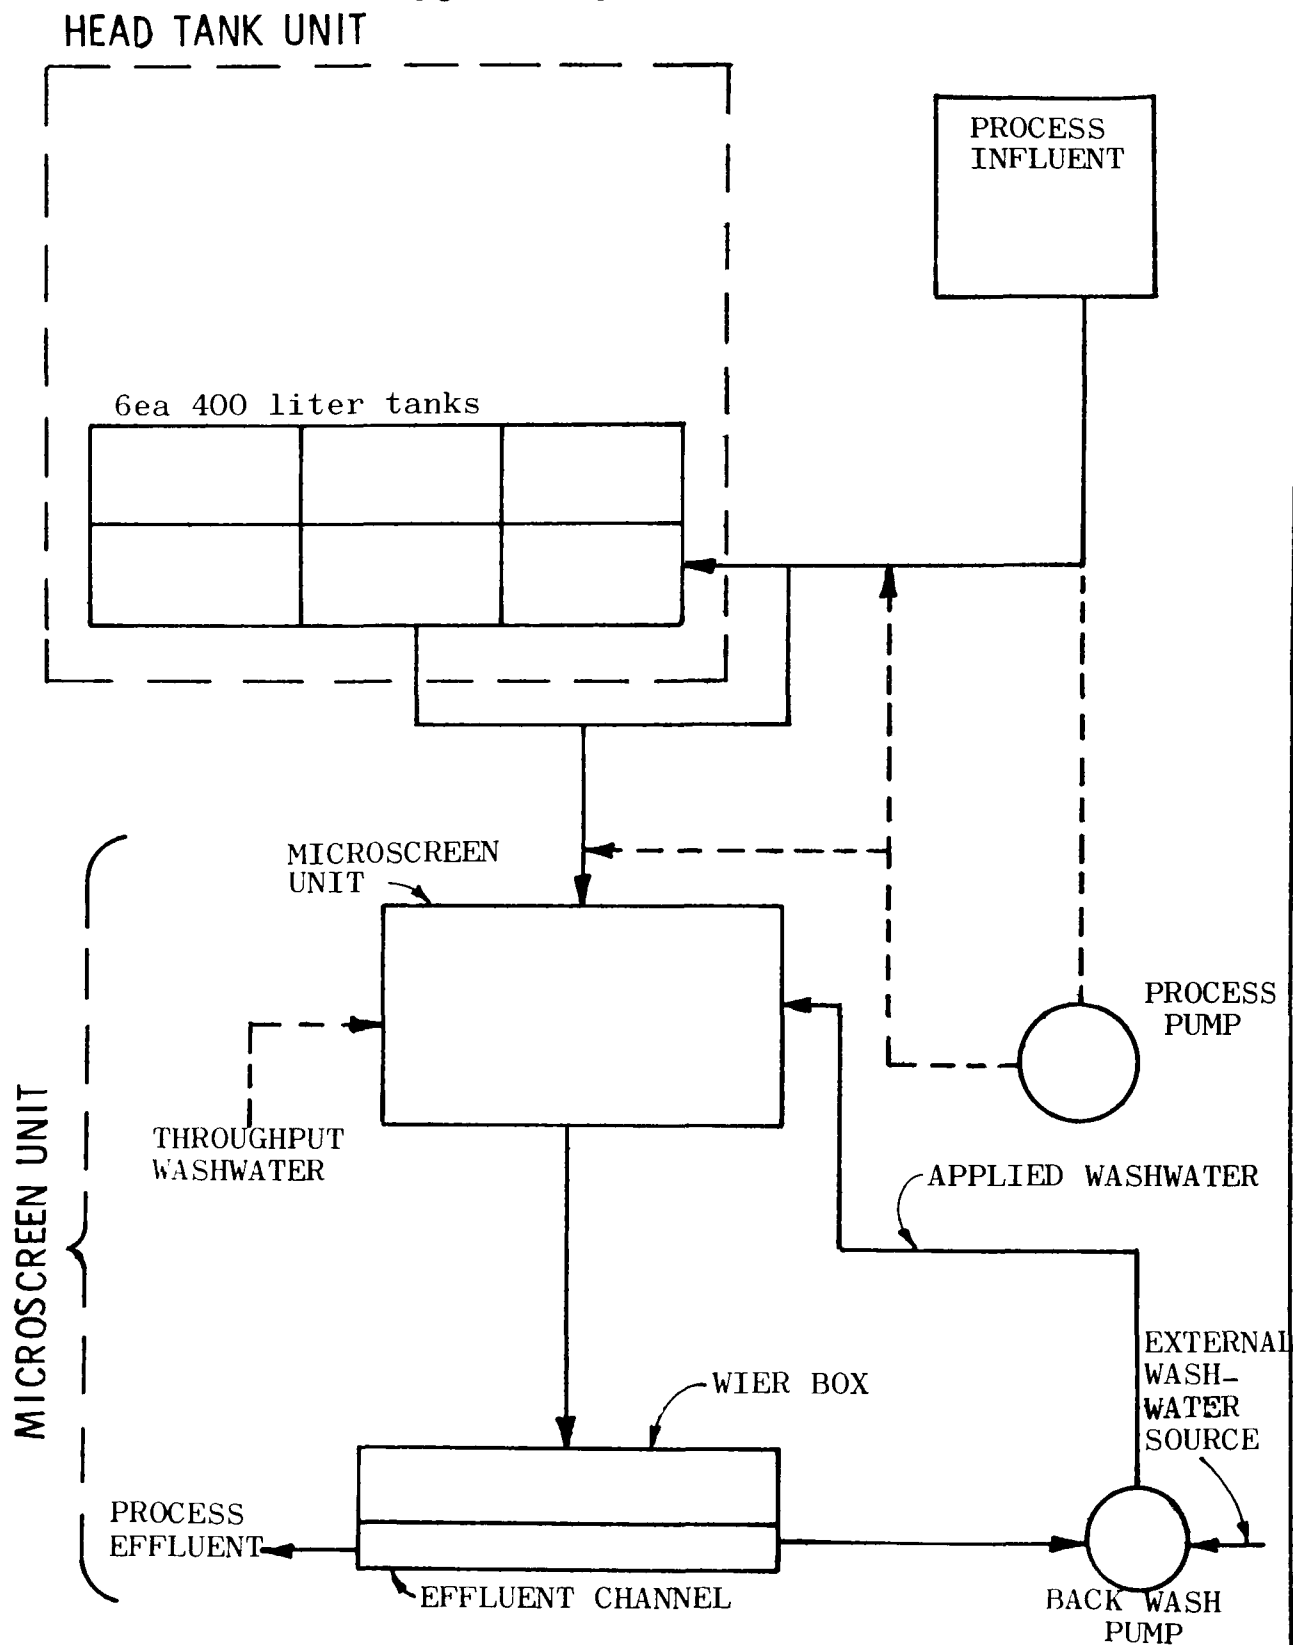 HEAD TANK UNIT
PROCESS
INFLUENT
6ea 400 liter tanks
MICROSCREEN
UNIT
PROCESS
PUMP
THROUGHPUT
WASHWATER
APPLIED WASHWATER
MICROSCREEN UNIT
EXTERNAL
WASH-
WATER
SOURCE
WIER BOX
PROCESS
EFFLUENT
EFFLUENT CHANNEL
BACK WASH
PUMP